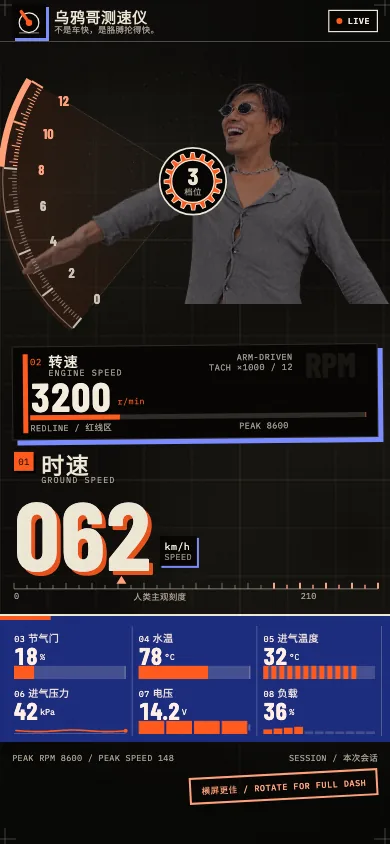 乌鸦哥测速仪
不是车快，是胳膊抡得快。
LIVE
12
10
8
6
4
2
0
3
档位
02 转速
ENGINE SPEED
ARM-DRIVEN
TACH ×1000 / 12
RPM
3200 r/min
REDLINE / 红线区
PEAK 8600
01 时速
GROUND SPEED
062 km/h
SPEED
0 人类主观刻度 210
03 节气门
18%
04 水温
78°C
05 进气温度
32°C
06 进气压力
42kPa
07 电压
14.2V
08 负载
36%
PEAK RPM 8600 / PEAK SPEED 148
SESSION / 本次会话
横屏更佳 / ROTATE FOR FULL DASH